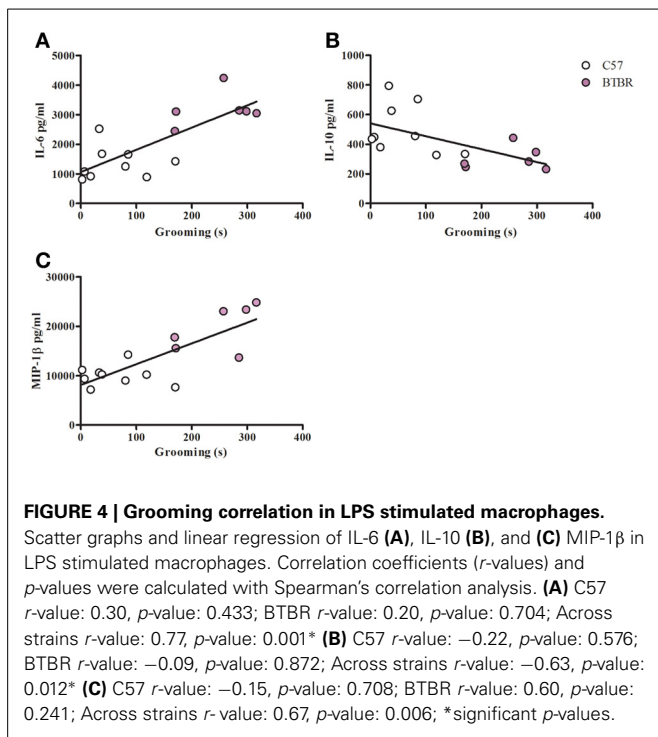 A
B
5000
4000
3000
2000
1000
0
IL-6 pg/ml
0 100 200 300 400
Grooming (s)
1000
800
600
400
200
0
IL-10 pg/ml
0 100 200 300 400
Grooming (s)
C57
BTBR
C
30000
20000
10000
0
MIP-1β pg/ml
0 100 200 300 400
Grooming (s)
FIGURE 4 | Grooming correlation in LPS stimulated macrophages.
Scatter graphs and linear regression of IL-6 (A), IL-10 (B), and (C) MIP-1β in
LPS stimulated macrophages. Correlation coefficients (r-values) and
p-values were calculated with Spearman's correlation analysis. (A) C57
r-value: 0.30, p-value: 0.433; BTBR r-value: 0.20, p-value: 0.704; Across
strains r-value: 0.77, p-value: 0.001* (B) C57 r-value: −0.22, p-value: 0.576;
BTBR r-value: −0.09, p-value: 0.872; Across strains r-value: −0.63, p-value:
0.012* (C) C57 r-value: −0.15, p-value: 0.708; BTBR r-value: 0.60, p-value:
0.241; Across strains r- value: 0.67, p-value: 0.006; *significant p-values.